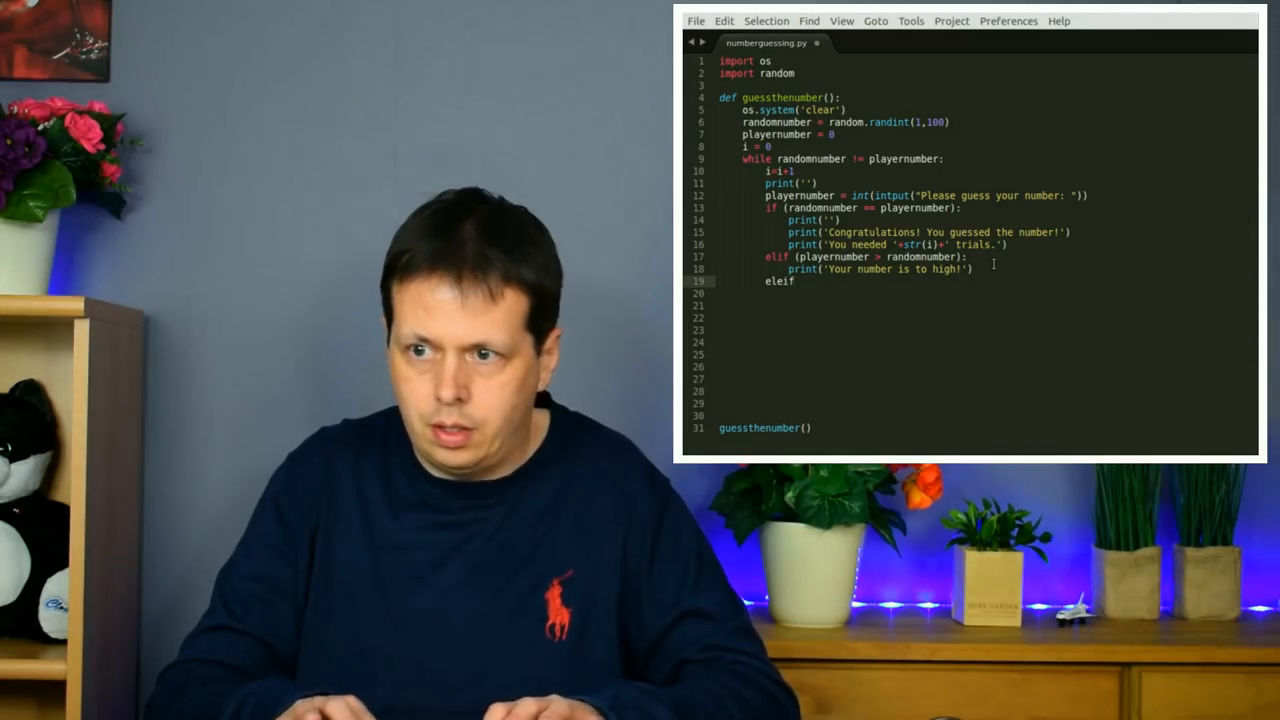 File Edit Selection Find View Goto Tools Project Preferences Help
numberguessing.py
1 import os
2 import random
3
4 def guessthenumber():
5 os.system('clear')
6 randomnumber = random.randint(1,100)
7 playernumber = 0
8 i = 0
9 while randomnumber != playernumber:
10 i=i+1
11 print('')
12 playernumber = int(intput("Please guess your number: "))
13 if (randomnumber == playernumber):
14 print('')
15 print('Congratulations! You guessed the number!')
16 print('You needed '+str(i)+' trials.')
17 elif (playernumber > randomnumber):
18 print('Your number is to high!')
19 eleif
20
21
22
23
24
25
26
27
28
29
30
31 guessthenumber()
HERB GARDEN